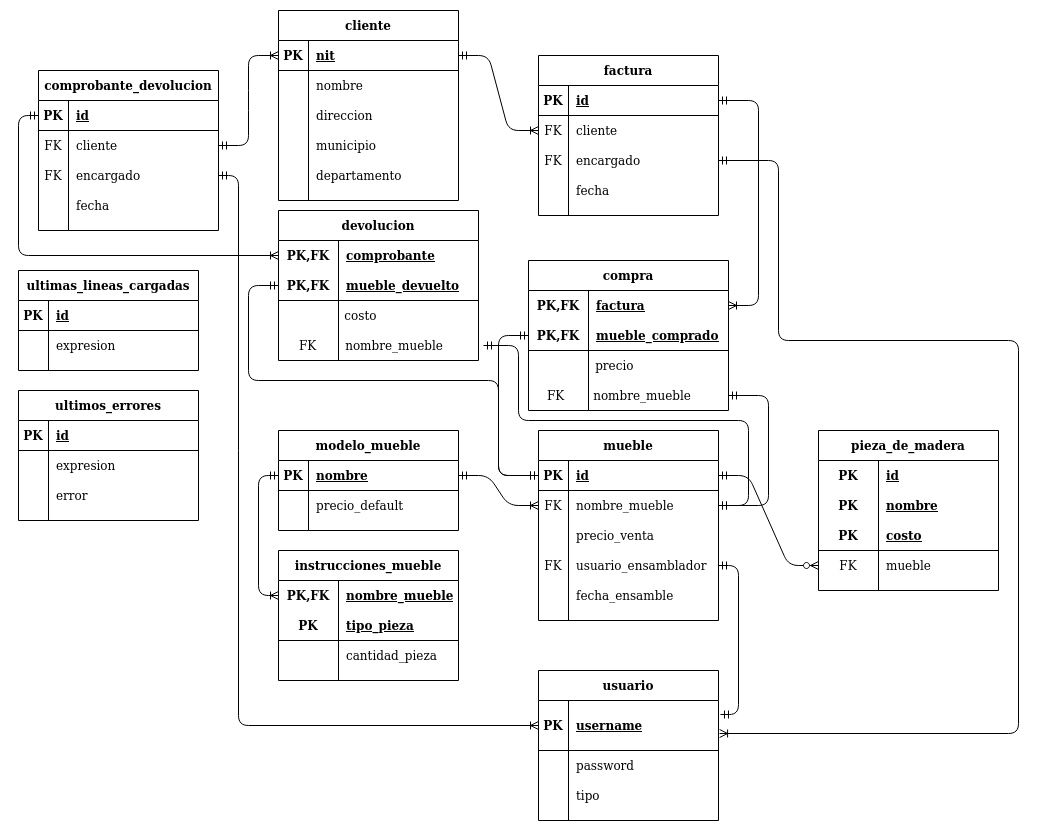 cliente
PK nit
nombre
direccion
municipio
departamento
factura
PK id
FK cliente
FK encargado
fecha
comprobante_devolucion
PK id
FK cliente
FK encargado
fecha
devolucion
PK,FK comprobante
PK,FK mueble_devuelto
costo
FK nombre_mueble
compra
PK,FK factura
PK,FK mueble_comprado
precio
FK nombre_mueble
ultimas_lineas_cargadas
PK id
expresion
ultimos_errores
PK id
expresion
error
modelo_mueble
PK nombre
precio_default
mueble
PK id
FK nombre_mueble
precio_venta
FK usuario_ensamblador
fecha_ensamble
pieza_de_madera
PK id
PK nombre
PK costo
FK mueble
instrucciones_mueble
PK,FK nombre_mueble
PK tipo_pieza
cantidad_pieza
usuario
PK username
password
tipo